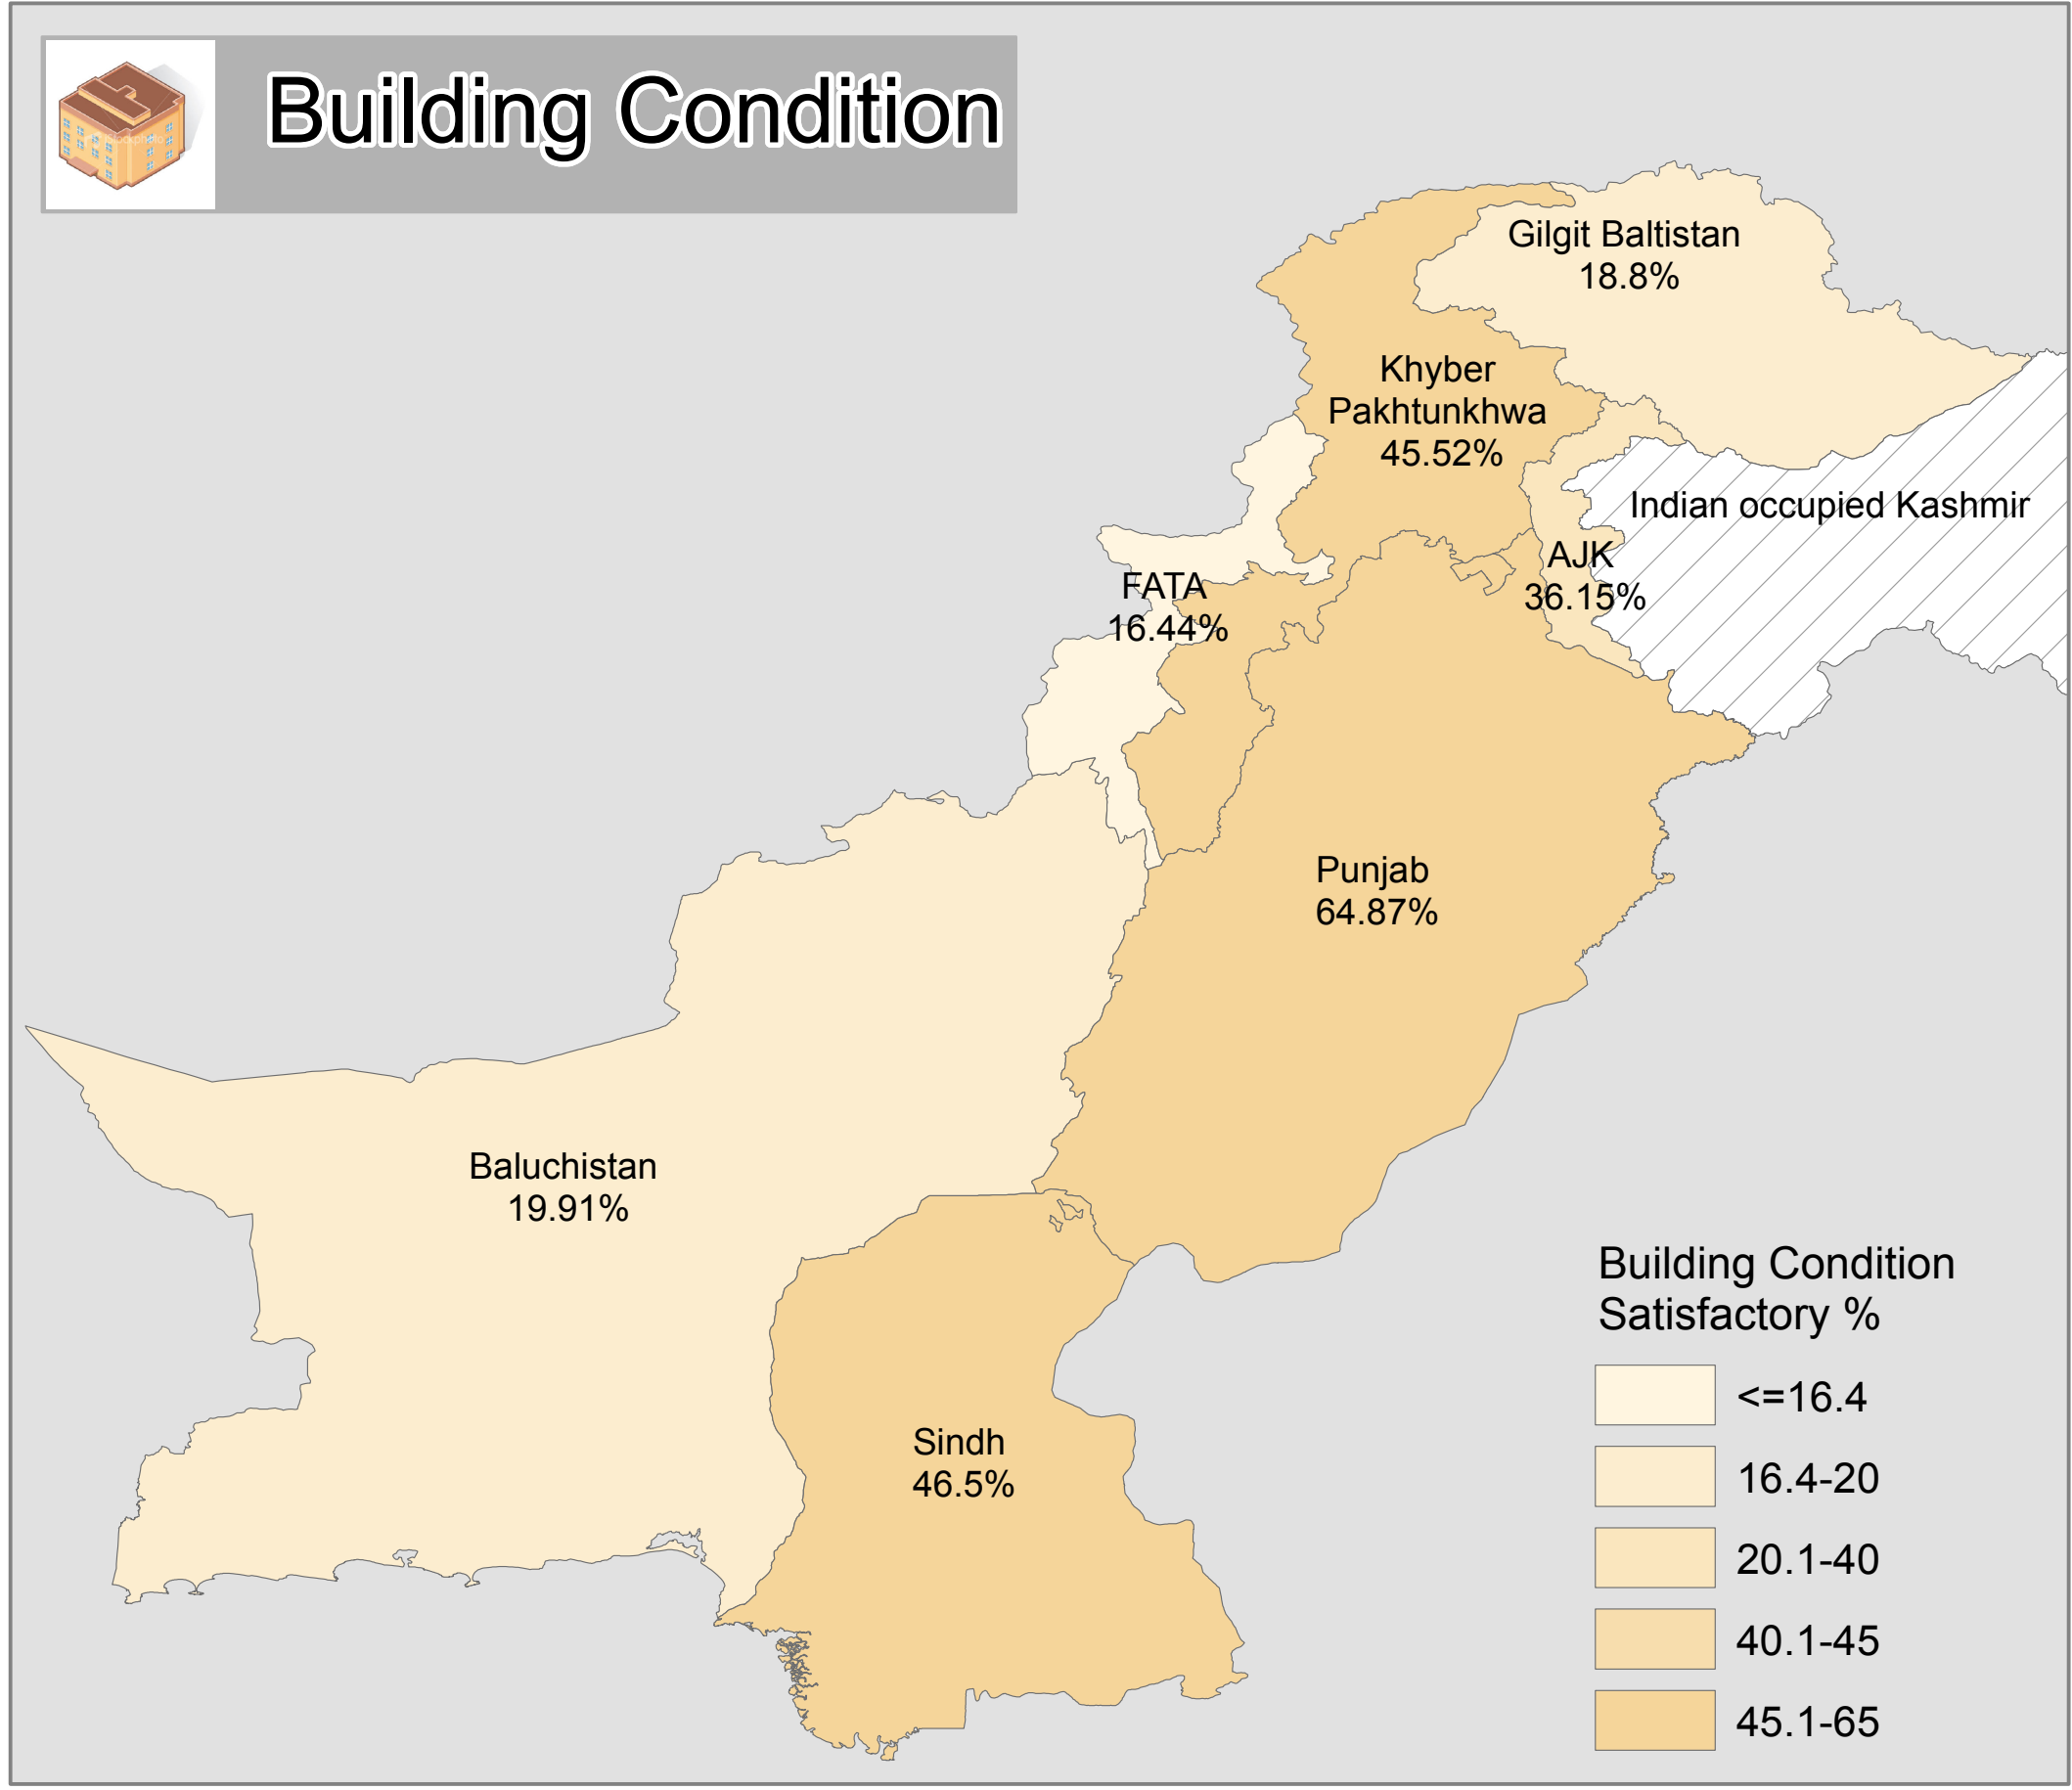 Building Condition
Gilgit Baltistan
18.8%
Khyber
Pakhtunkhwa
45.52%
Indian occupied Kashmir
AJK
36.15%
FATA
16.44%
Punjab
64.87%
Baluchistan
19.91%
Sindh
46.5%
Building Condition
Satisfactory %
<=16.4
16.4-20
20.1-40
40.1-45
45.1-65